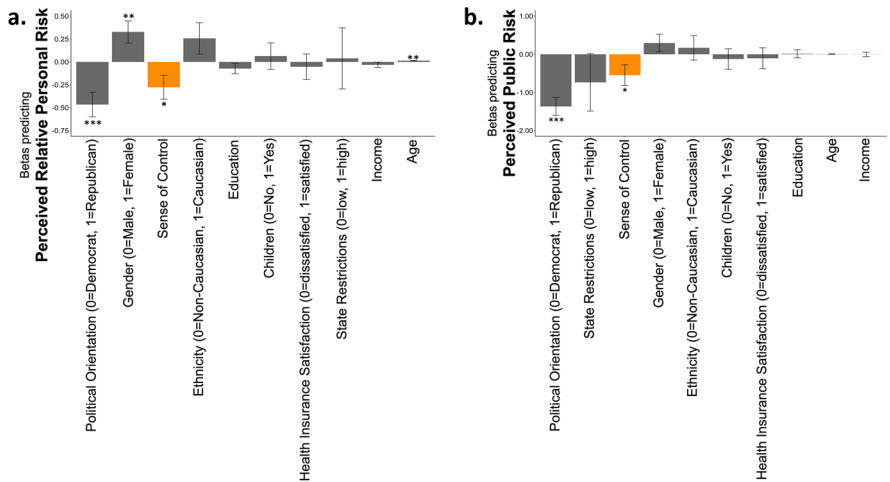 a.
Betas predicting
Perceived Relative Personal Risk
0.50
0.25
0.00
-0.25
-0.50
-0.75
***
**
*
**
Political Orientation (0=Democrat, 1=Republican)
Gender (0=Male, 1=Female)
Sense of Control
Ethnicity (0=Non-Caucasian, 1=Caucasian)
Education
Children (0=No, 1=Yes)
Health Insurance Satisfaction (0=dissatisfied, 1=satisfied)
State Restrictions (0=low, 1=high)
Income
Age
b.
Betas predicting
Perceived Public Risk
1.00
0.00
-1.00
-2.00
***
*
Political Orientation (0=Democrat, 1=Republican)
State Restrictions (0=low, 1=high)
Sense of Control
Gender (0=Male, 1=Female)
Ethnicity (0=Non-Caucasian, 1=Caucasian)
Children (0=No, 1=Yes)
Health Insurance Satisfaction (0=dissatisfied, 1=satisfied)
Education
Age
Income